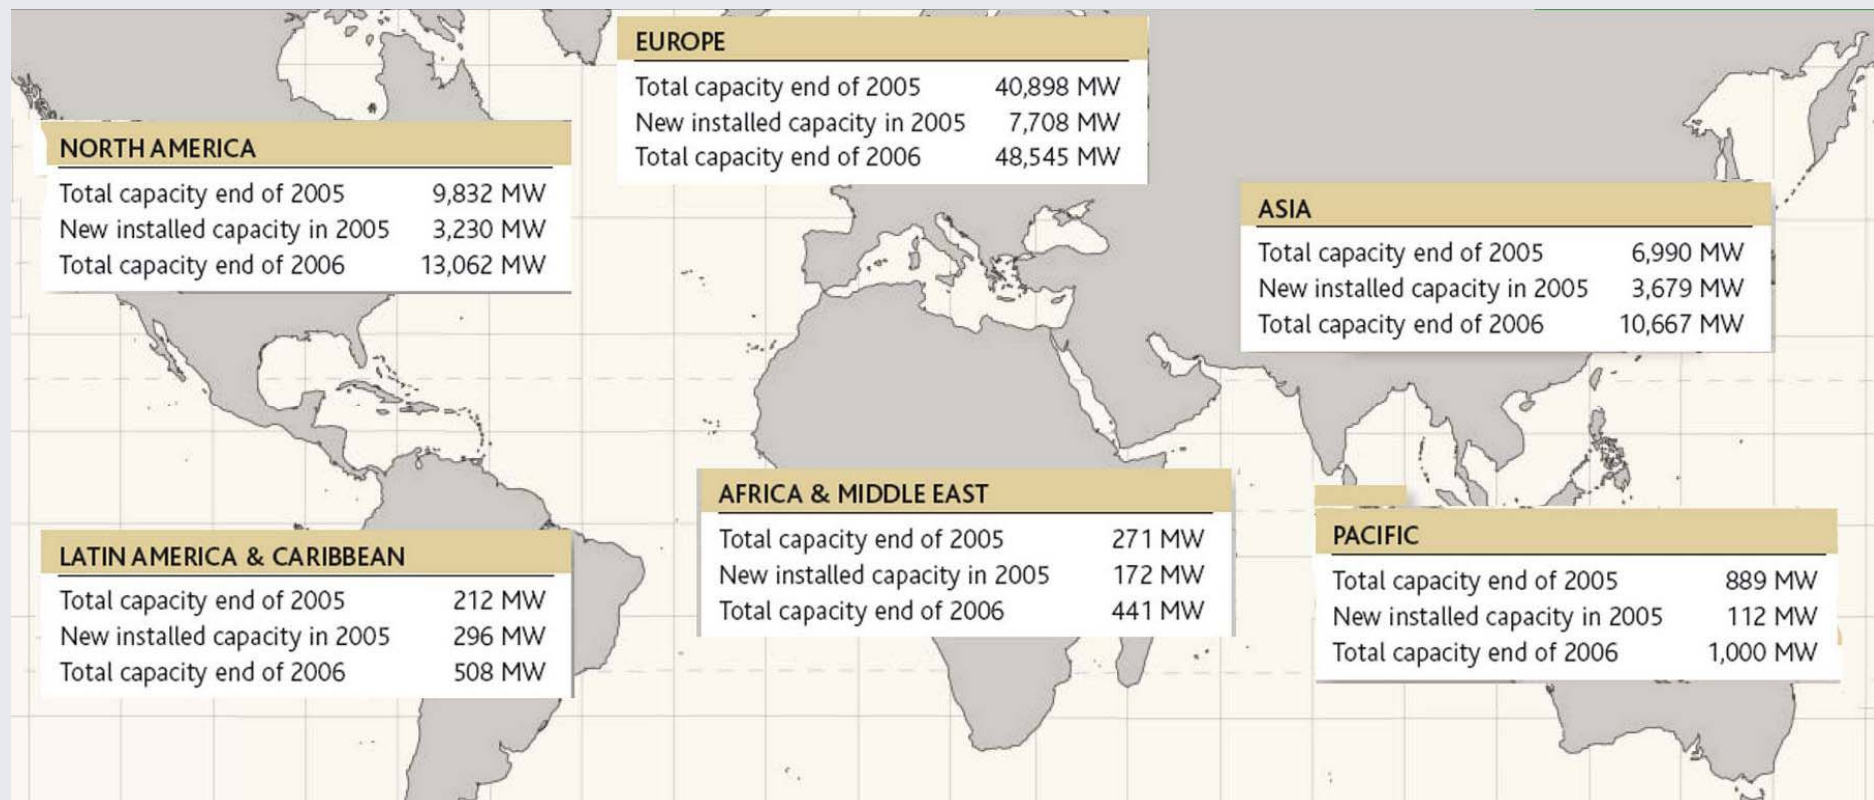 EUROPE
Total capacity end of 2005 40,898 MW
New installed capacity in 2005 7,708 MW
Total capacity end of 2006 48,545 MW
NORTH AMERICA
Total capacity end of 2005 9,832 MW
New installed capacity in 2005 3,230 MW
Total capacity end of 2006 13,062 MW
ASIA
Total capacity end of 2005 6,990 MW
New installed capacity in 2005 3,679 MW
Total capacity end of 2006 10,667 MW
LATIN AMERICA & CARIBBEAN
Total capacity end of 2005 212 MW
New installed capacity in 2005 296 MW
Total capacity end of 2006 508 MW
AFRICA & MIDDLE EAST
Total capacity end of 2005 271 MW
New installed capacity in 2005 172 MW
Total capacity end of 2006 441 MW
PACIFIC
Total capacity end of 2005 889 MW
New installed capacity in 2005 112 MW
Total capacity end of 2006 1,000 MW